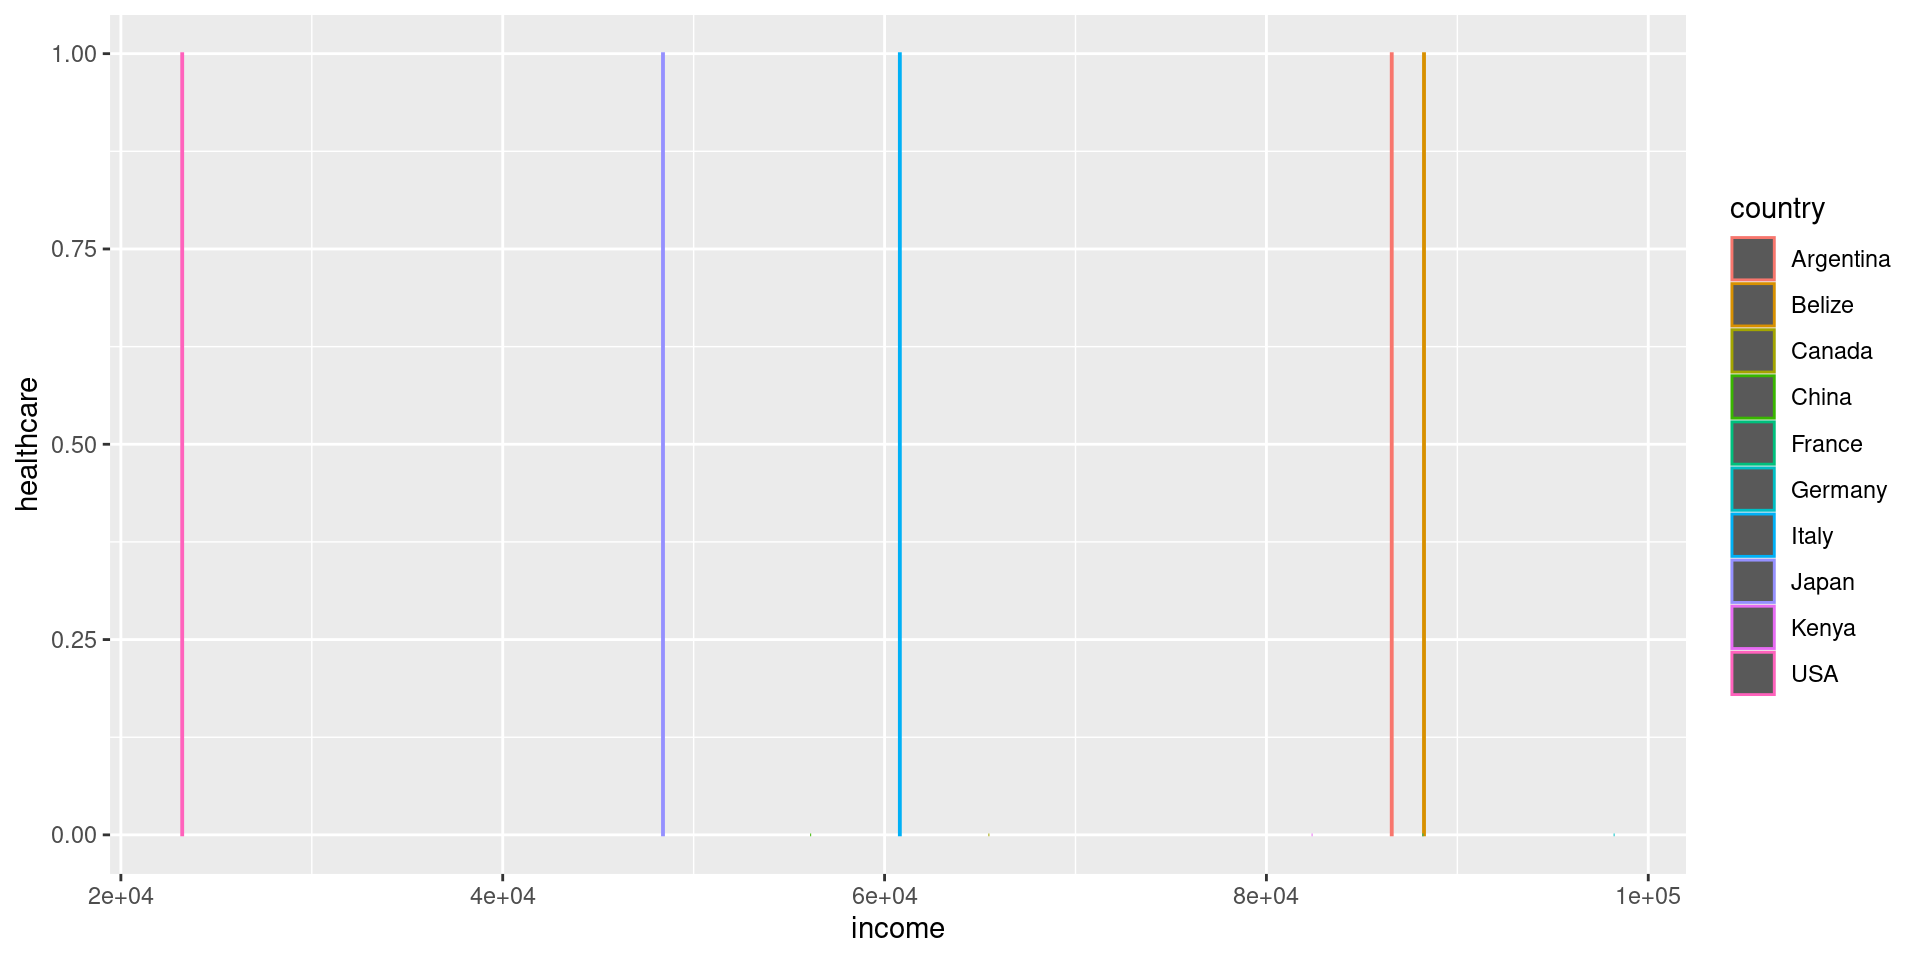 1.00
0.75
0.50
0.25
0.00
healthcare
2e+04 4e+04 6e+04 8e+04 1e+05
income
country
Argentina
Belize
Canada
China
France
Germany
Italy
Japan
Kenya
USA